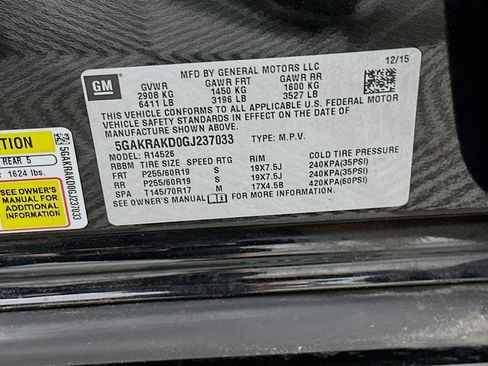 GM
MFD BY GENERAL MOTORS LLC
12/15
GVWR GAWR FRT GAWR RR
2908 KG 1450 KG 1600 KG
6411 LB 3196 LB 3527 LB
THIS VEHICLE CONFORMS TO ALL APPLICABLE U.S. FEDERAL MOTOR
VEHICLE SAFETY STANDARDS IN EFFECT ON THE DATE OF
MANUFACTURE SHOWN ABOVE.
5GAKRAKD0GJ237033 TYPE: M.P.V.
MODEL: R14526
RBBM TIRE SIZE SPEED RTG RIM COLD TIRE PRESSURE
FRT P255/60R19 S 19X7.5J 240KPA(35PSI)
RR P255/60R19 S 19X7.5J 240KPA(35PSI)
SPA T145/70R17 M 17X4.5B 420KPA(60PSI)
SEE OWNER'S MANUAL FOR MORE INFORMATION.
REAR 5
1624 lbs.
SEE OWNER'S
MANUAL FOR
ADDITIONAL
INFORMATION
5GAKRAKD0GJ237033